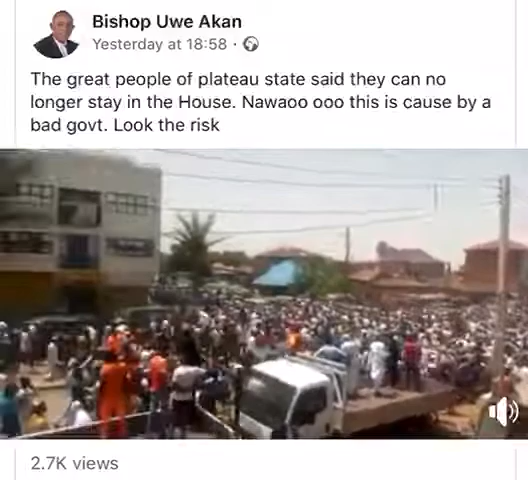 Bishop Uwe Akan
Yesterday at 18:58 ·
The great people of plateau state said they can no
longer stay in the House. Nawaoo ooo this is cause by a
bad govt. Look the risk
2.7K views